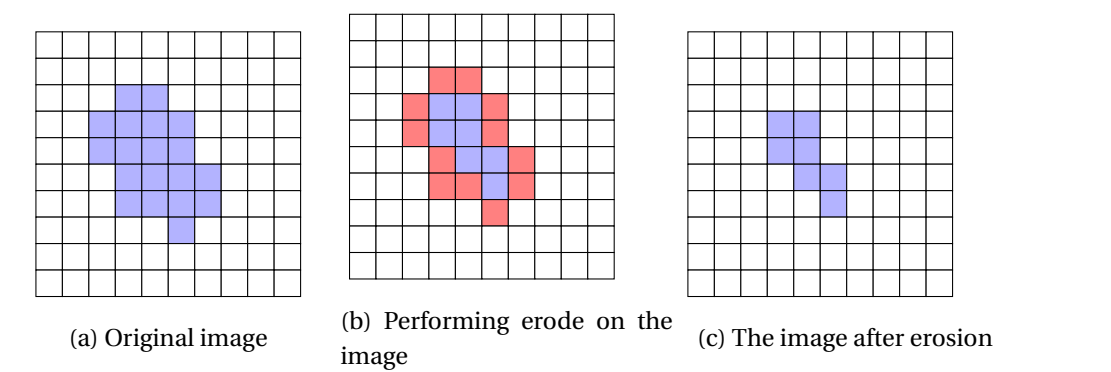 (a) Original image
(b) Performing erode on the
image
(c) The image after erosion